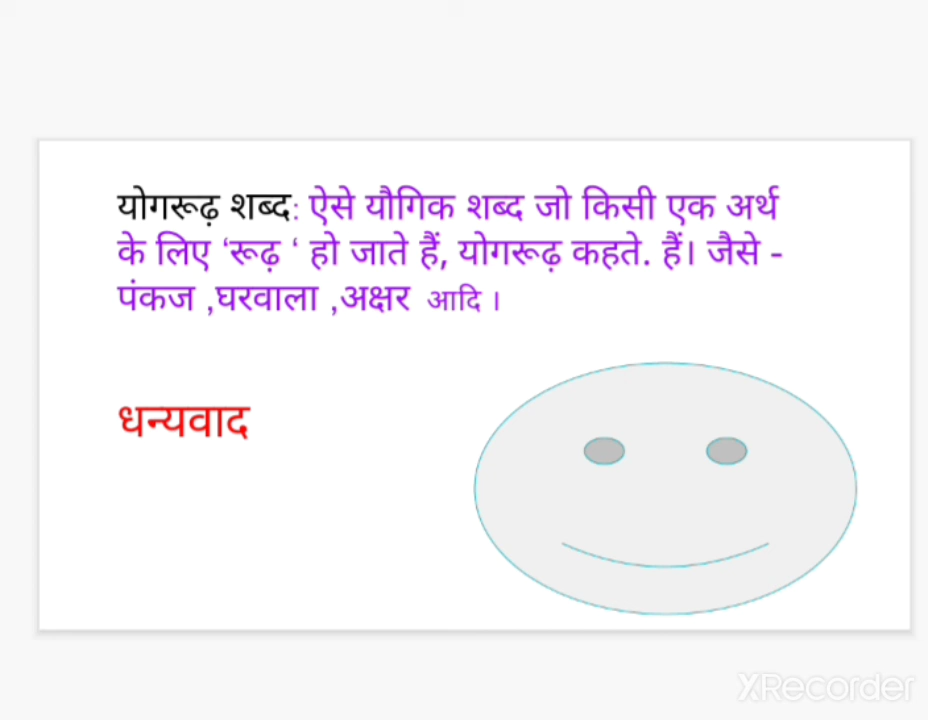 योगरूढ़ शब्द: ऐसे यौगिक शब्द जो किसी एक अर्थ
के लिए ‘रूढ़ ‘ हो जाते हैं, योगरूढ़ कहते. हैं। जैसे -
पंकज ,घरवाला ,अक्षर आदि ।
धन्यवाद
XRecorder